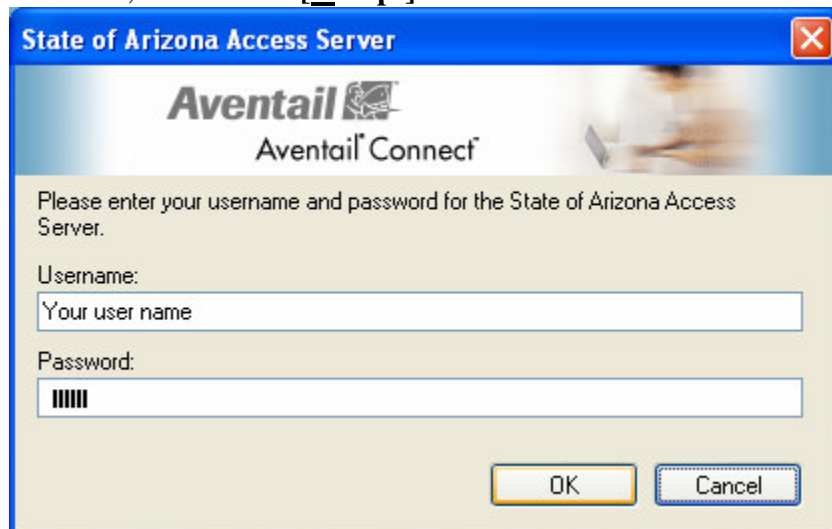 State of Arizona Access Server
Aventail
Aventail® Connect™
Please enter your username and password for the State of Arizona Access
Server.
Username:
Your user name
Password:
OK Cancel